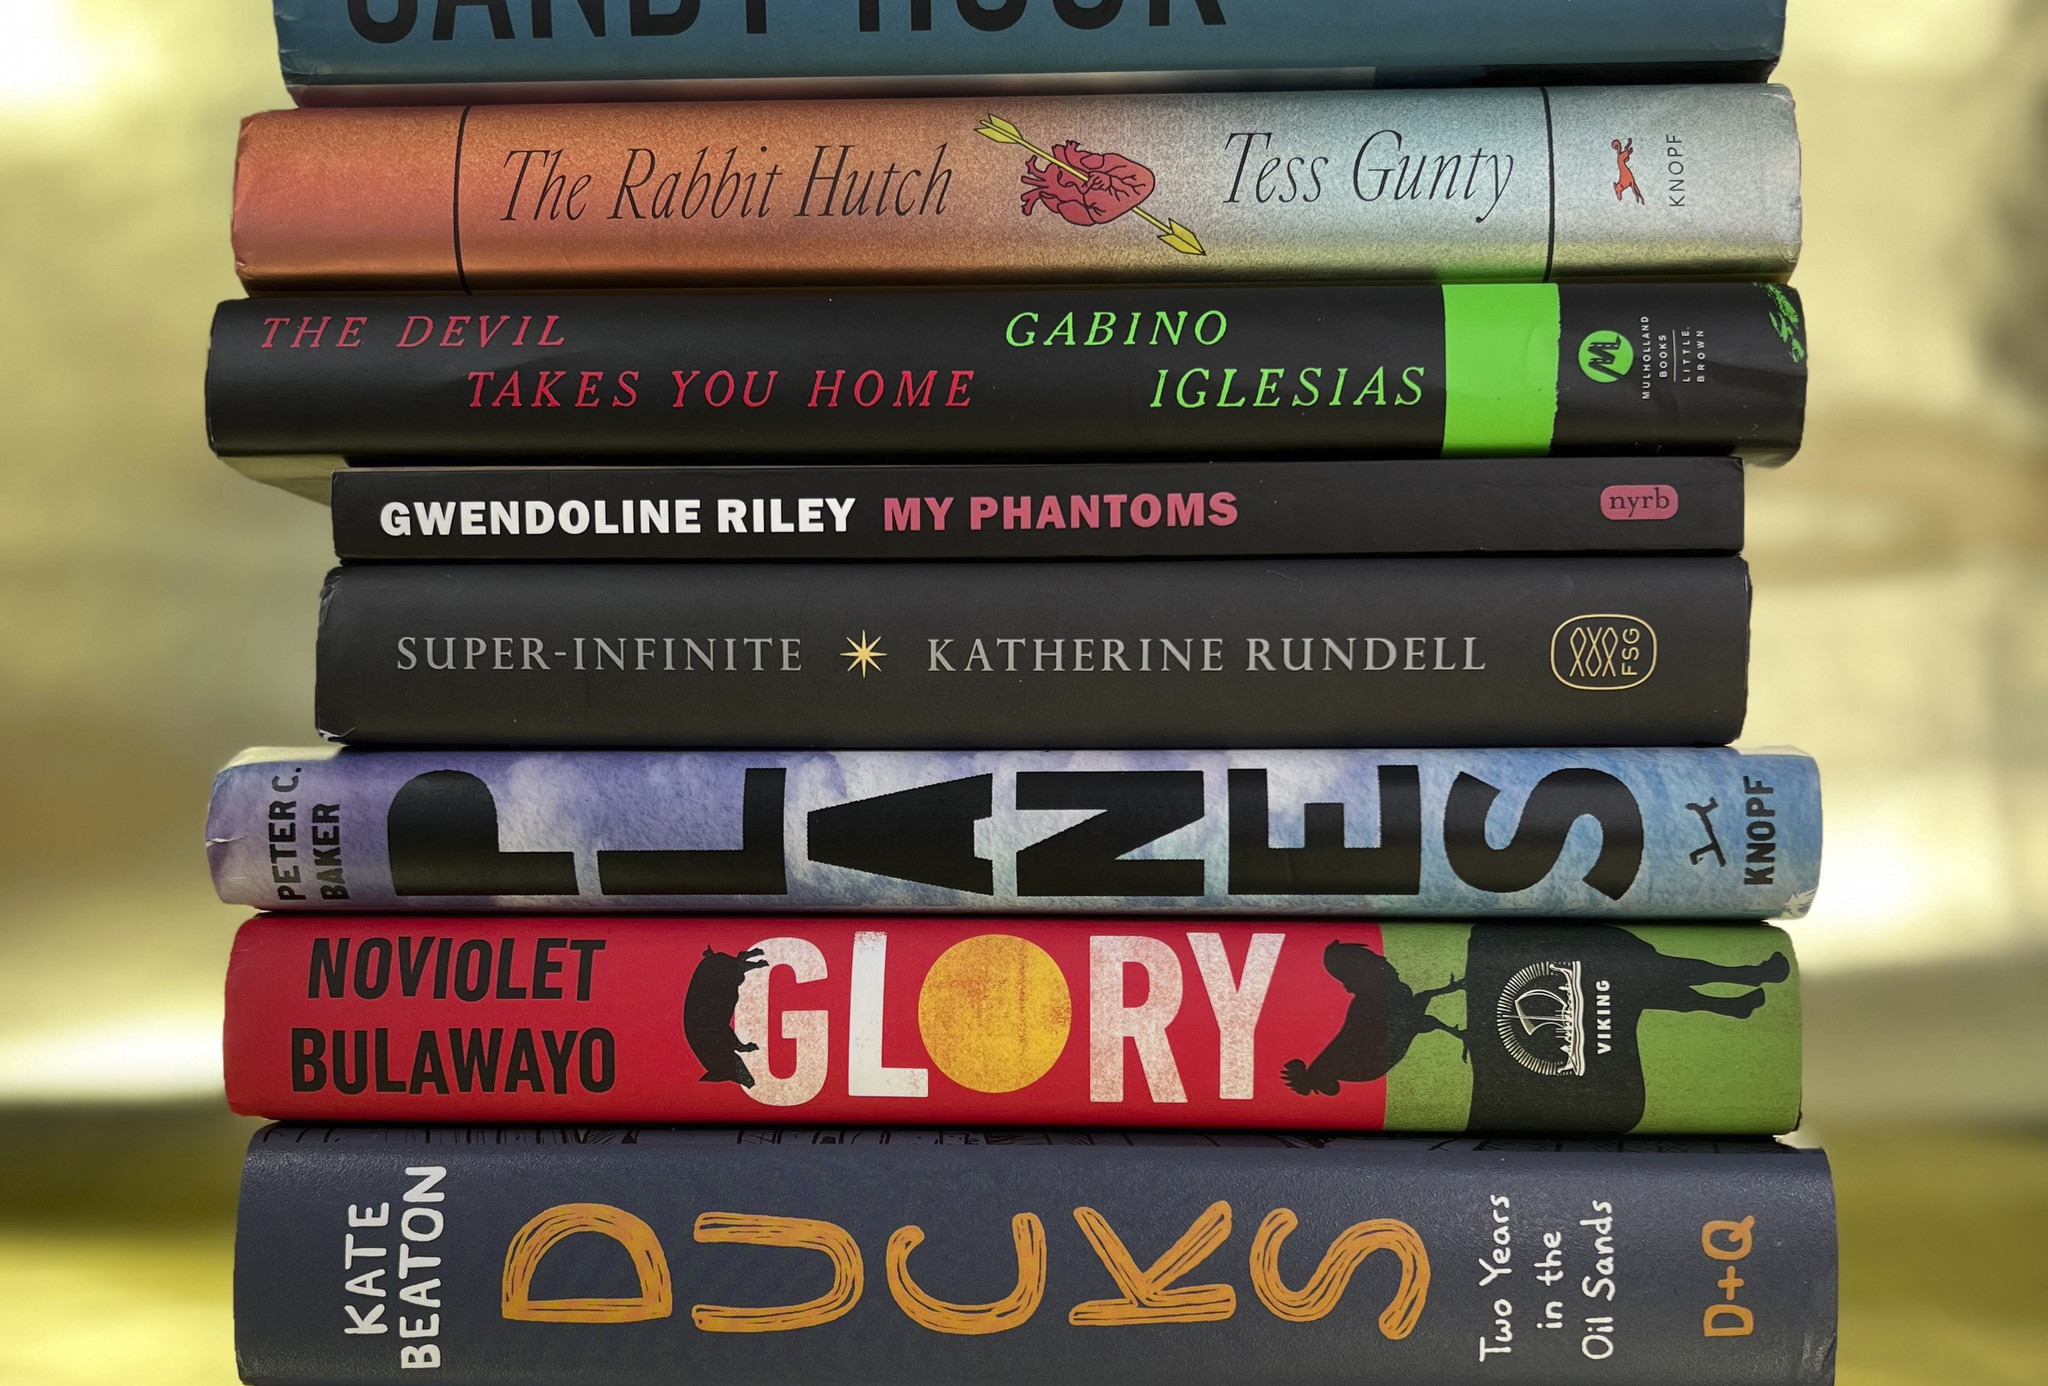 The Rabbit Hutch Tess Gunty KNOPF
THE DEVIL
TAKES YOU HOME
GABINO
IGLESIAS
MULHOLLAND
BOOKS
LITTLE,
BROWN
GWENDOLINE RILEY MY PHANTOMS nyrb
SUPER-INFINITE KATHERINE RUNDELL FSG
PETER C.
BAKER
PLANES
KNOPF
NOVIOLET
BULAWAYO
GLORY
VIKING
KATE
BEATON
DUCKS
Two Years
in the
Oil Sands
D+Q